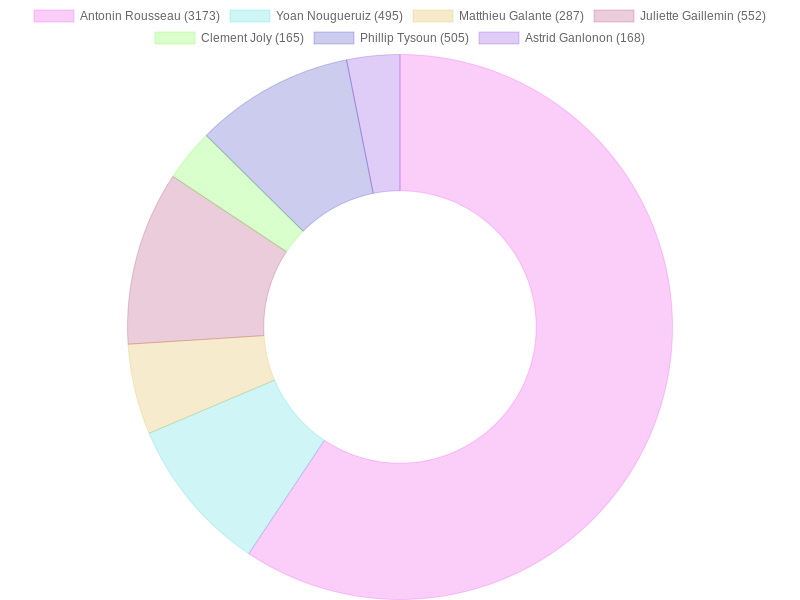 Antonin Rousseau (3173) Yoan Nougueruiz (495) Matthieu Galante (287) Juliette Gaillemin (552)
Clement Joly (165) Phillip Tysoun (505) Astrid Ganlonon (168)